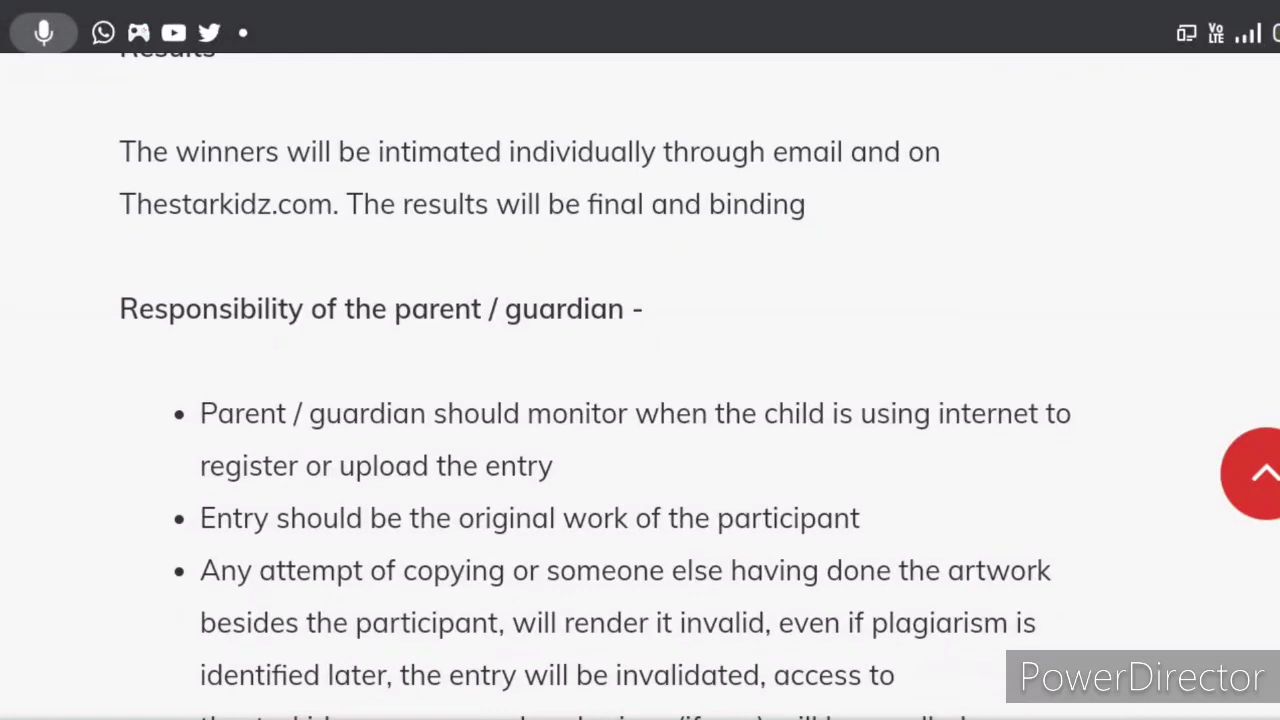 Vo
LTE
Results
The winners will be intimated individually through email and on
Thestarkidz.com. The results will be final and binding
Responsibility of the parent / guardian -
• Parent / guardian should monitor when the child is using internet to
register or upload the entry
• Entry should be the original work of the participant
• Any attempt of copying or someone else having done the artwork
besides the participant, will render it invalid, even if plagiarism is
identified later, the entry will be invalidated, access to
PowerDirector